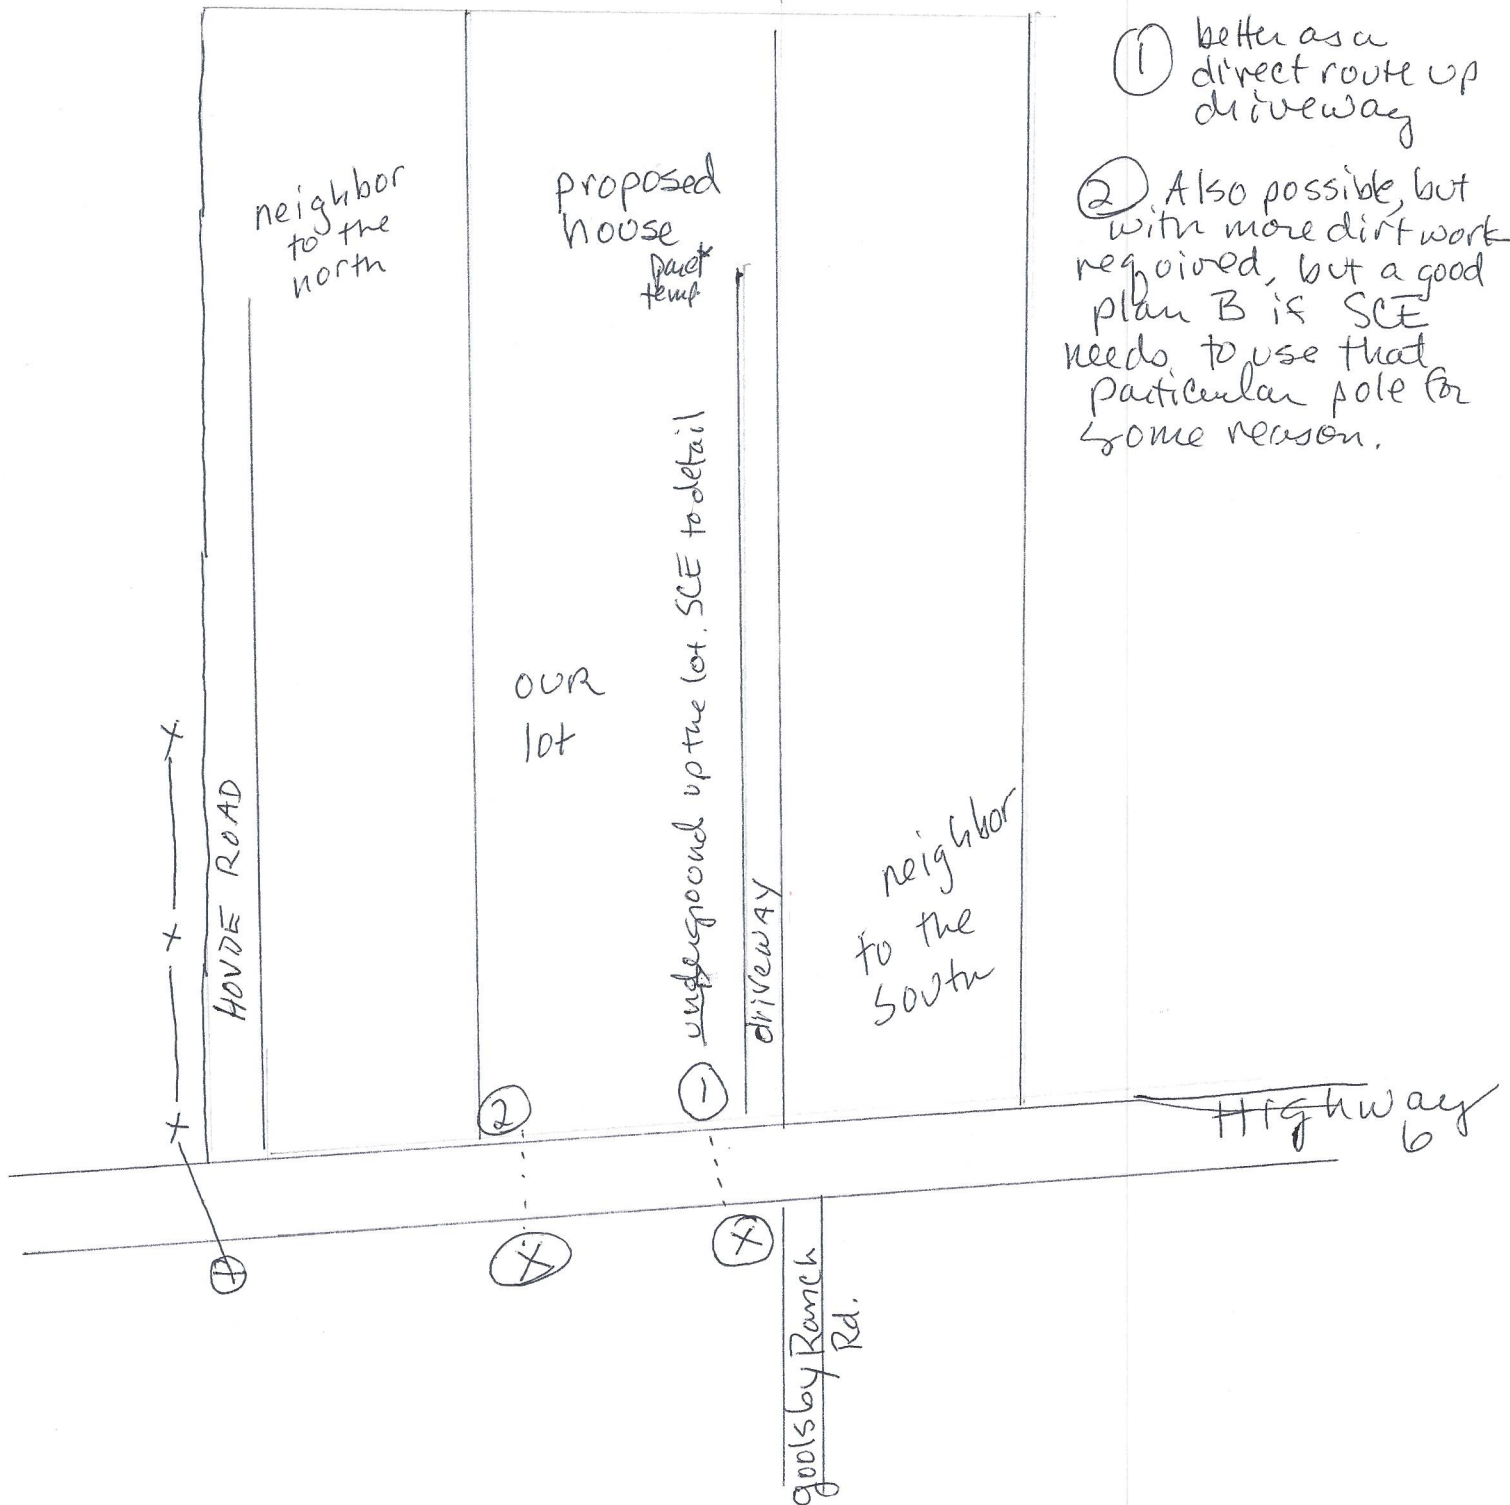 ① better as a
direct route up
driveway
② Also possible, but
with more dirt work
required, but a good
plan B if SCE
needs to use that
particular pole for
some reason.
neighbor
to the
north
proposed
house
temp.
underground up the lot. SCE to detail
OUR
lot
HOVDE ROAD
driveway
neighbor
to the
south
②
①
Highway
6
X
X
X
X
X
goolsby Ranch
Rd.